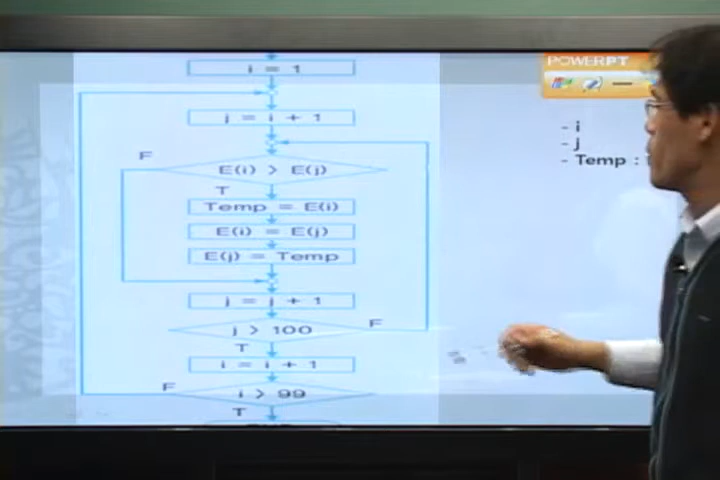 i = 1
j = i + 1
F
E(i) > E(j)
T
Temp = E(i)
E(i) = E(j)
E(j) = Temp
j = j + 1
j > 100
F
T
i = i + 1
F
i > 99
T
POWERPT
- i
- j
- Temp :